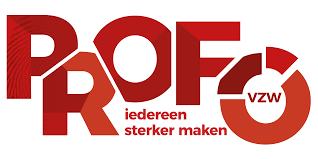 PROFO
VZW
iedereen
sterker maken